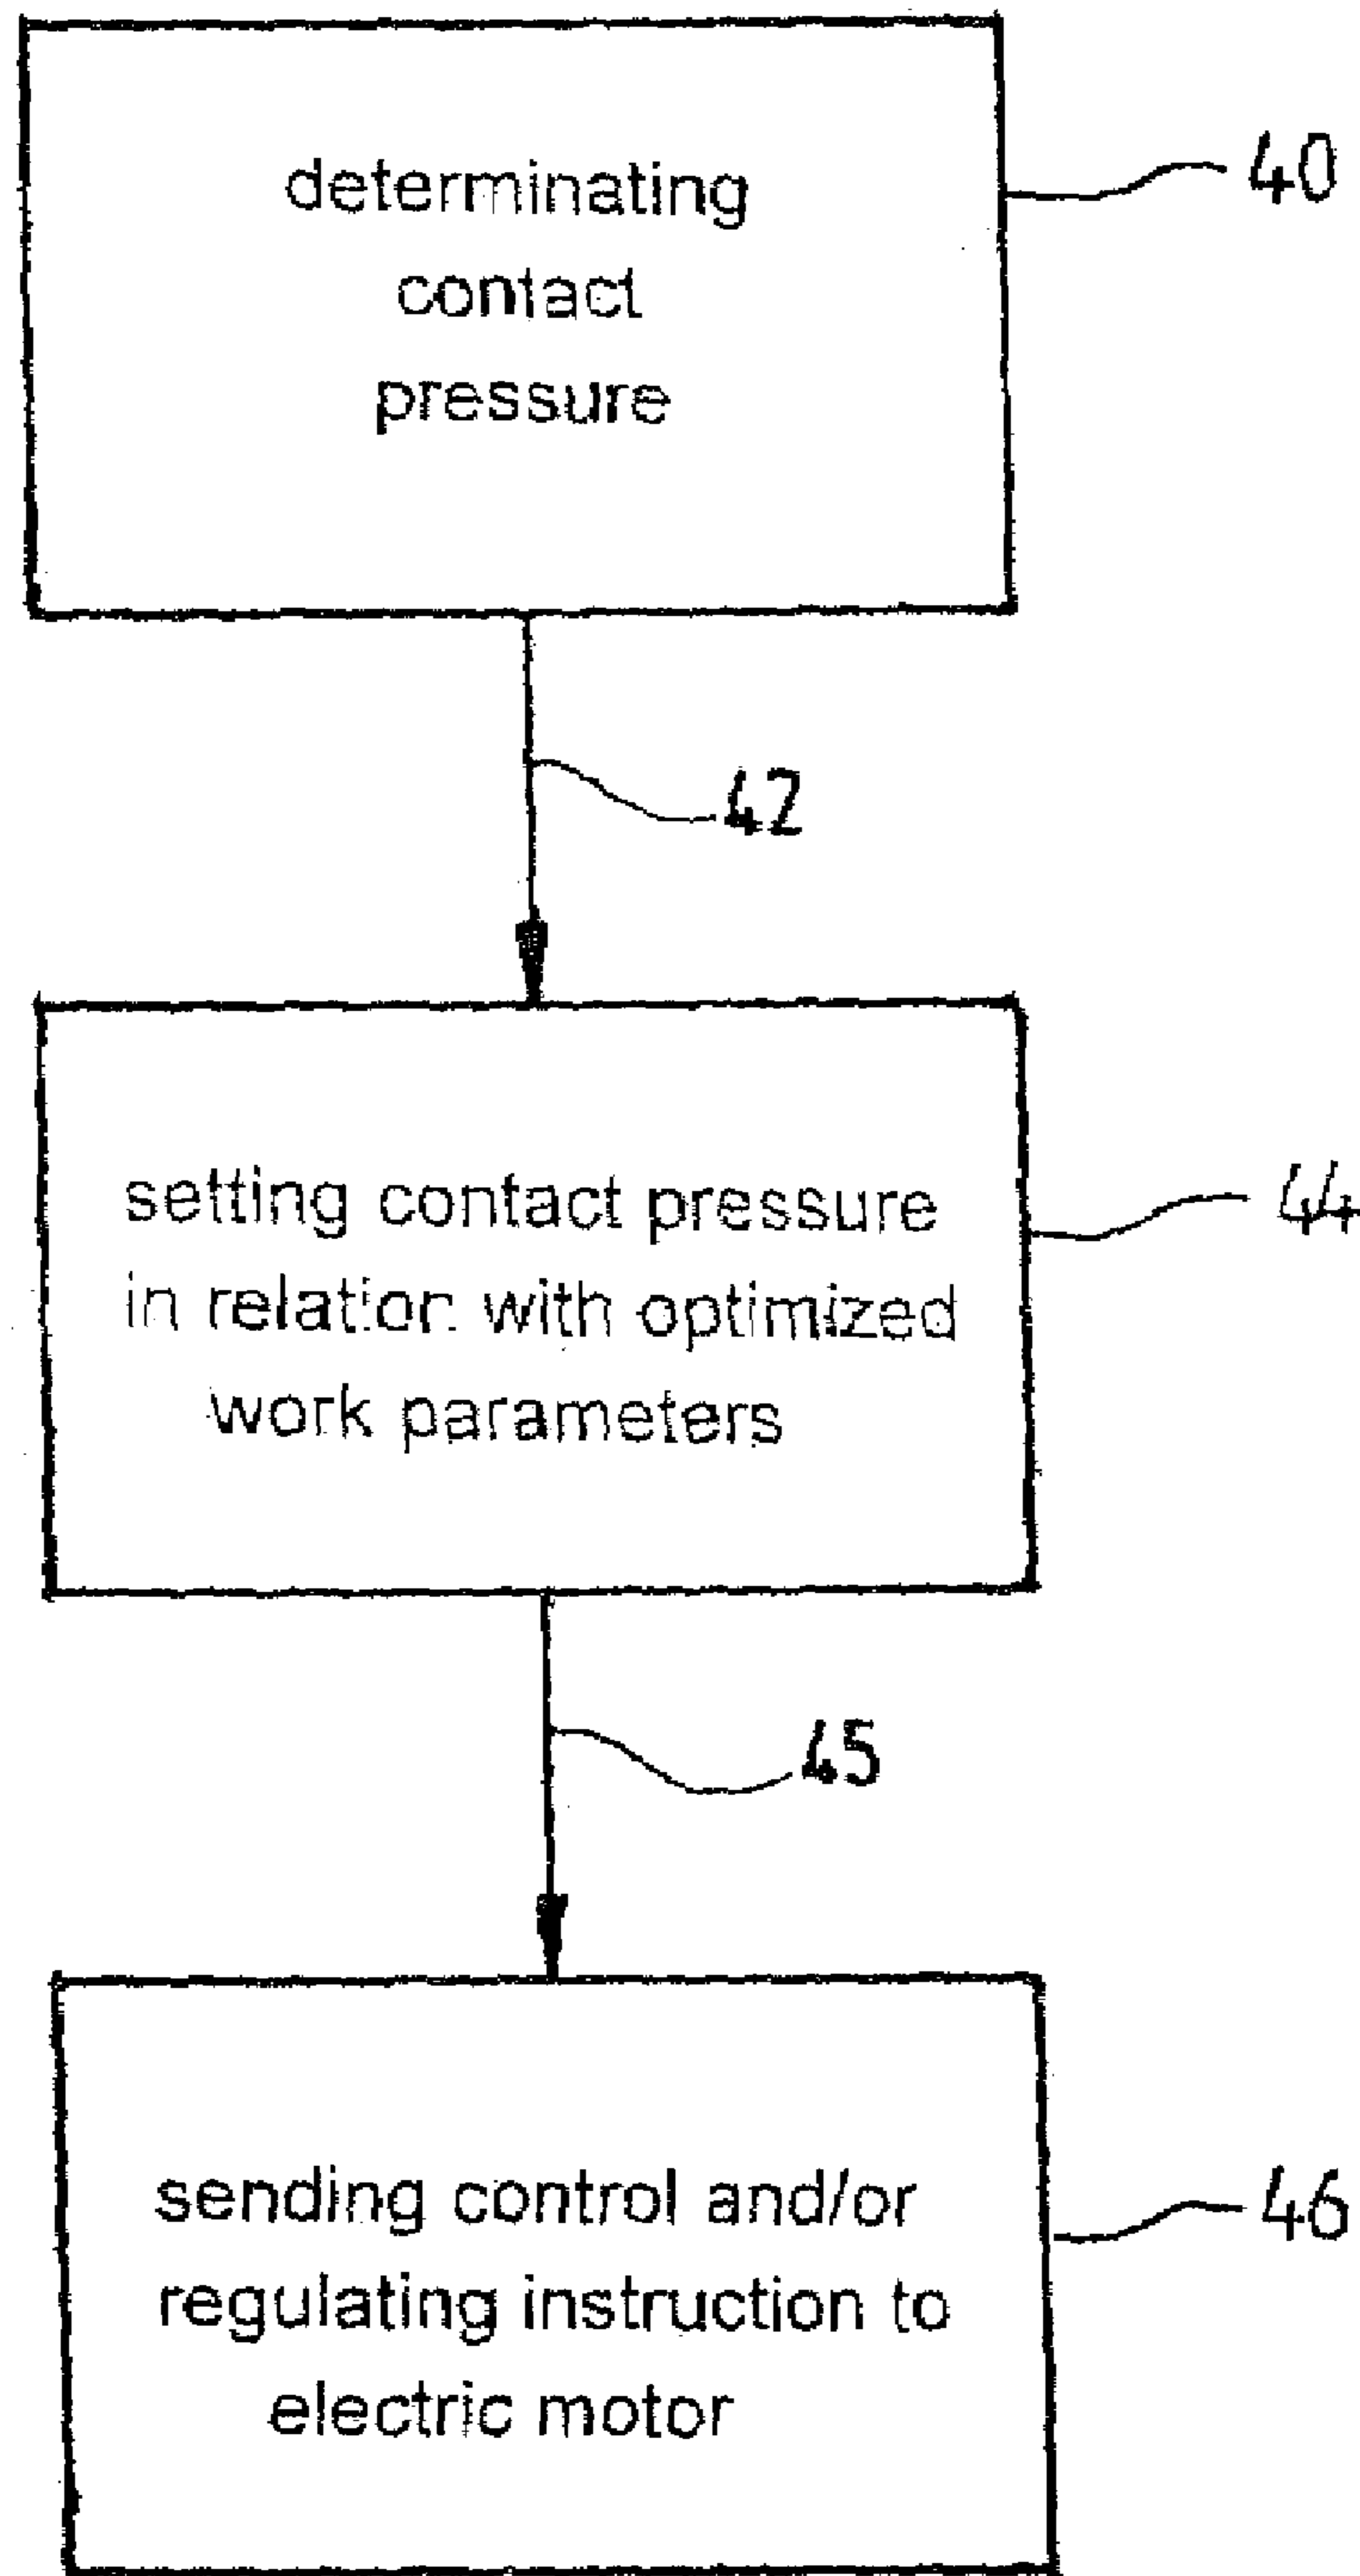 determinating
contact
pressure
40
42
setting contact pressure
in relation with optimized
work parameters
44
45
sending control and/or
regulating instruction to
electric motor
46